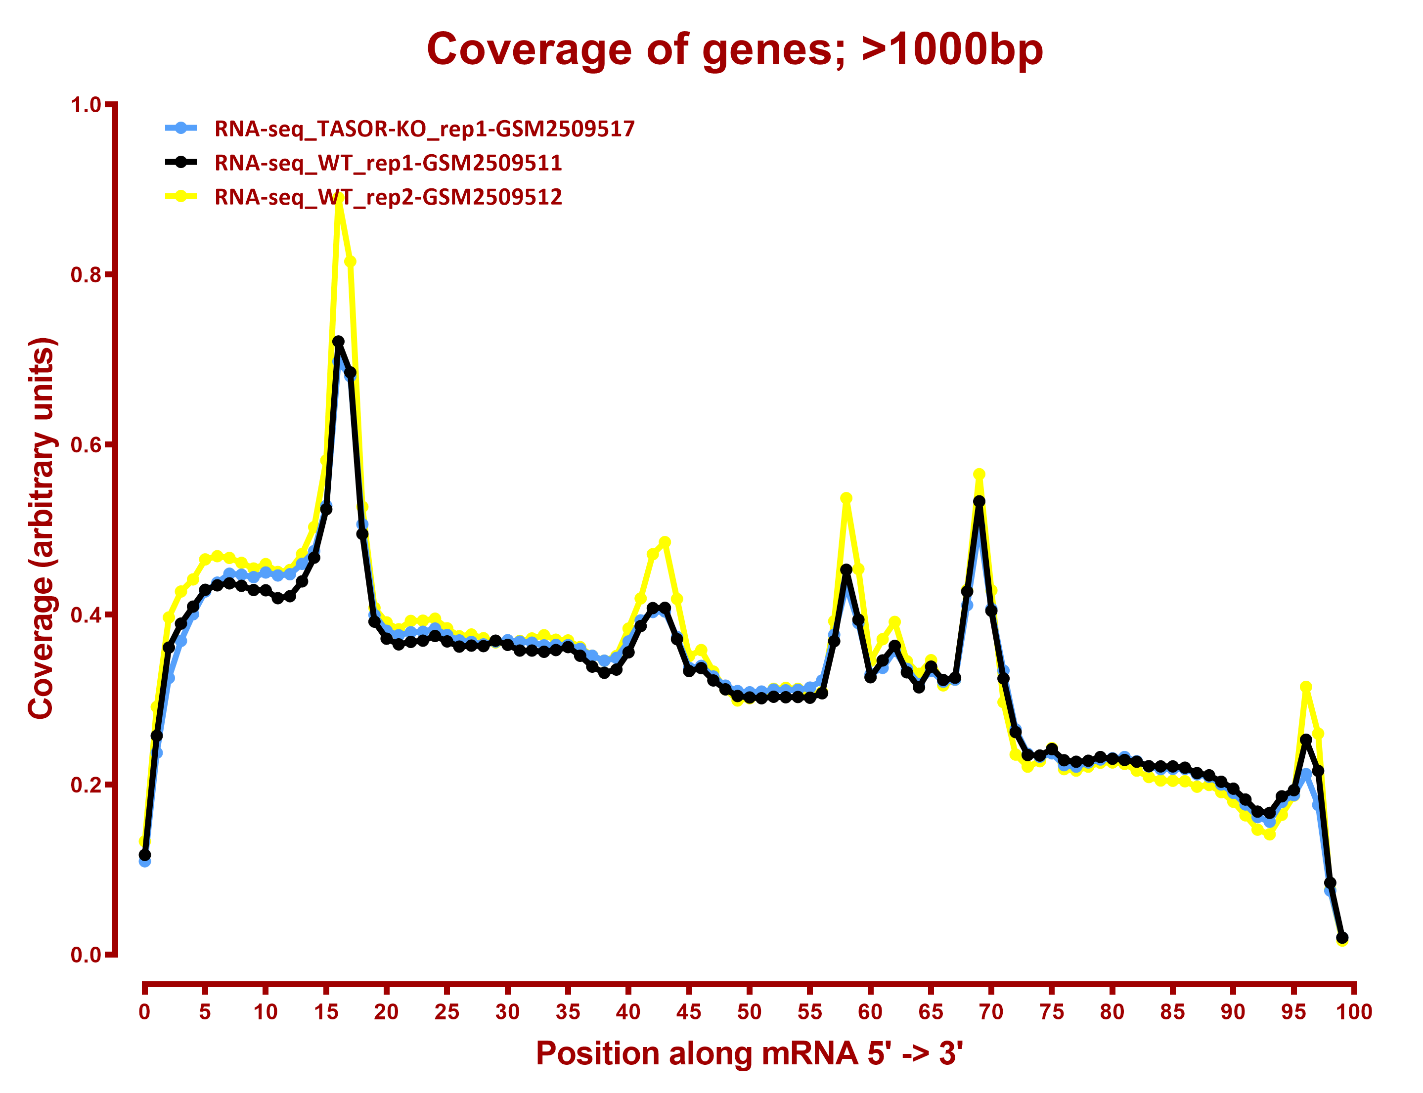 Coverage of genes; >1000bp
RNA-seq_TASOR-KO_rep1-GSM2509517
RNA-seq_WT_rep1-GSM2509511
RNA-seq_WT_rep2-GSM2509512
Coverage (arbitrary units)
1.0
0.8
0.6
0.4
0.2
0.0
0 5 10 15 20 25 30 35 40 45 50 55 60 65 70 75 80 85 90 95 100
Position along mRNA 5' -> 3'